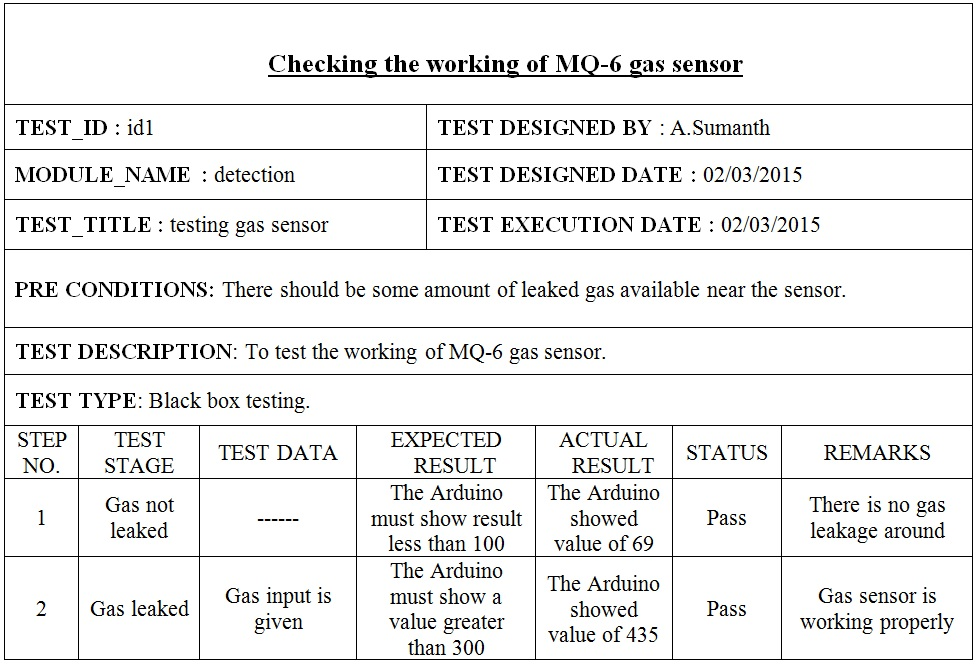 Checking the working of MQ-6 gas sensor
TEST_ID : id1
TEST DESIGNED BY : A.Sumanth
MODULE_NAME : detection
TEST DESIGNED DATE : 02/03/2015
TEST_TITLE : testing gas sensor
TEST EXECUTION DATE : 02/03/2015
PRE CONDITIONS: There should be some amount of leaked gas available near the sensor.
TEST DESCRIPTION: To test the working of MQ-6 gas sensor.
TEST TYPE: Black box testing.
STEP
NO.
TEST
STAGE
TEST DATA
EXPECTED
RESULT
ACTUAL
RESULT
STATUS
REMARKS
1
Gas not
leaked
------
The Arduino
must show result
less than 100
The Arduino
showed
value of 69
Pass
There is no gas
leakage around
2
Gas leaked
Gas input is
given
The Arduino
must show a
value greater
than 300
The Arduino
showed
value of 435
Pass
Gas sensor is
working properly